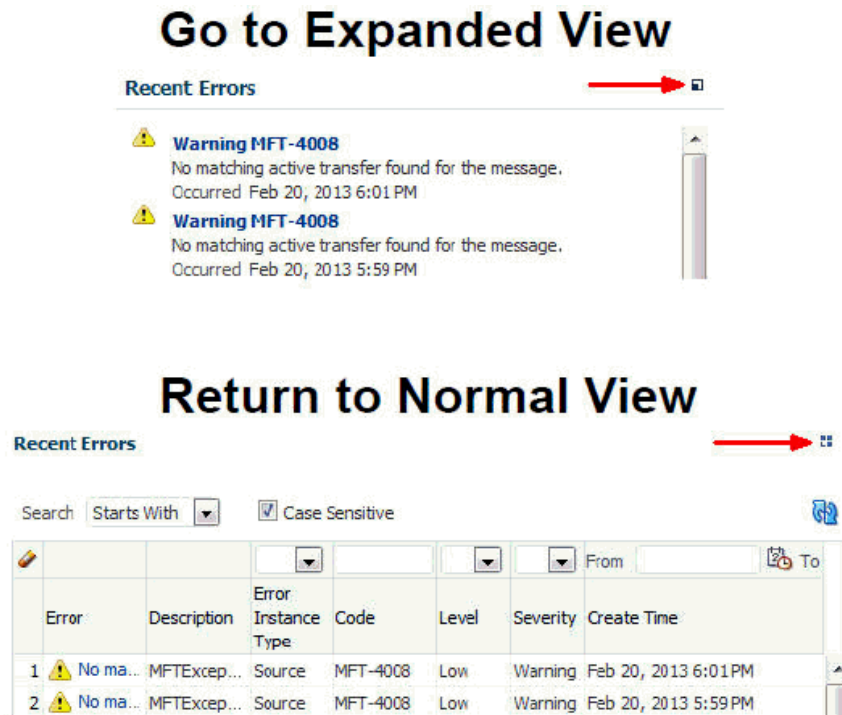 Go to Expanded View
Recent Errors
Warning MFT-4008
No matching active transfer found for the message.
Occurred Feb 20, 2013 6:01 PM
Warning MFT-4008
No matching active transfer found for the message.
Occurred Feb 20, 2013 5:59 PM
Return to Normal View
Recent Errors
Search Starts With Case Sensitive
From To
Error Description Error Instance Type Code Level Severity Create Time
1 No ma... MFTExcep... Source MFT-4008 Low Warning Feb 20, 2013 6:01 PM
2 No ma... MFTExcep... Source MFT-4008 Low Warning Feb 20, 2013 5:59 PM